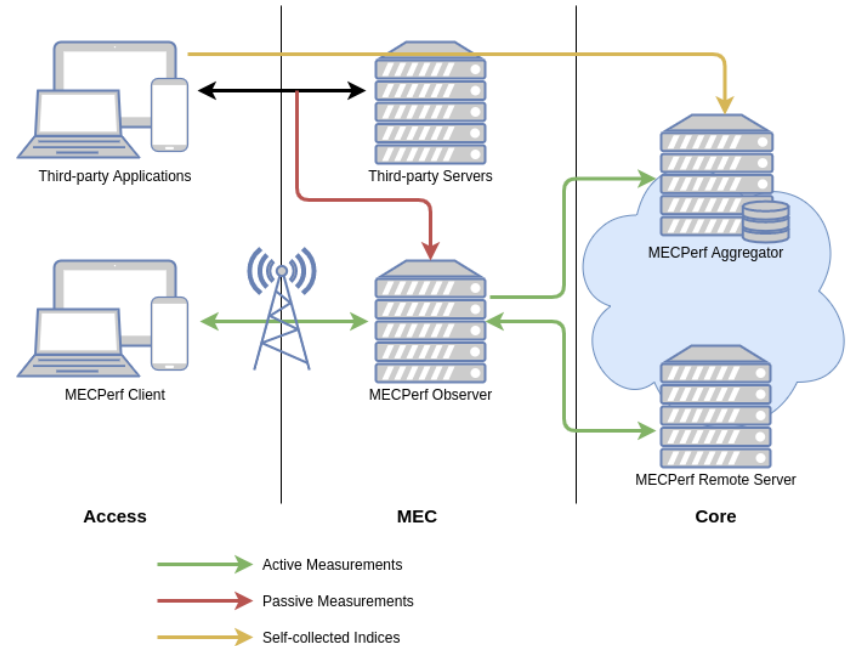 Third-party Applications
Third-party Servers
MECPerf Aggregator
MECPerf Client
MECPerf Observer
MECPerf Remote Server
Access
MEC
Core
Active Measurements
Passive Measurements
Self-collected Indices